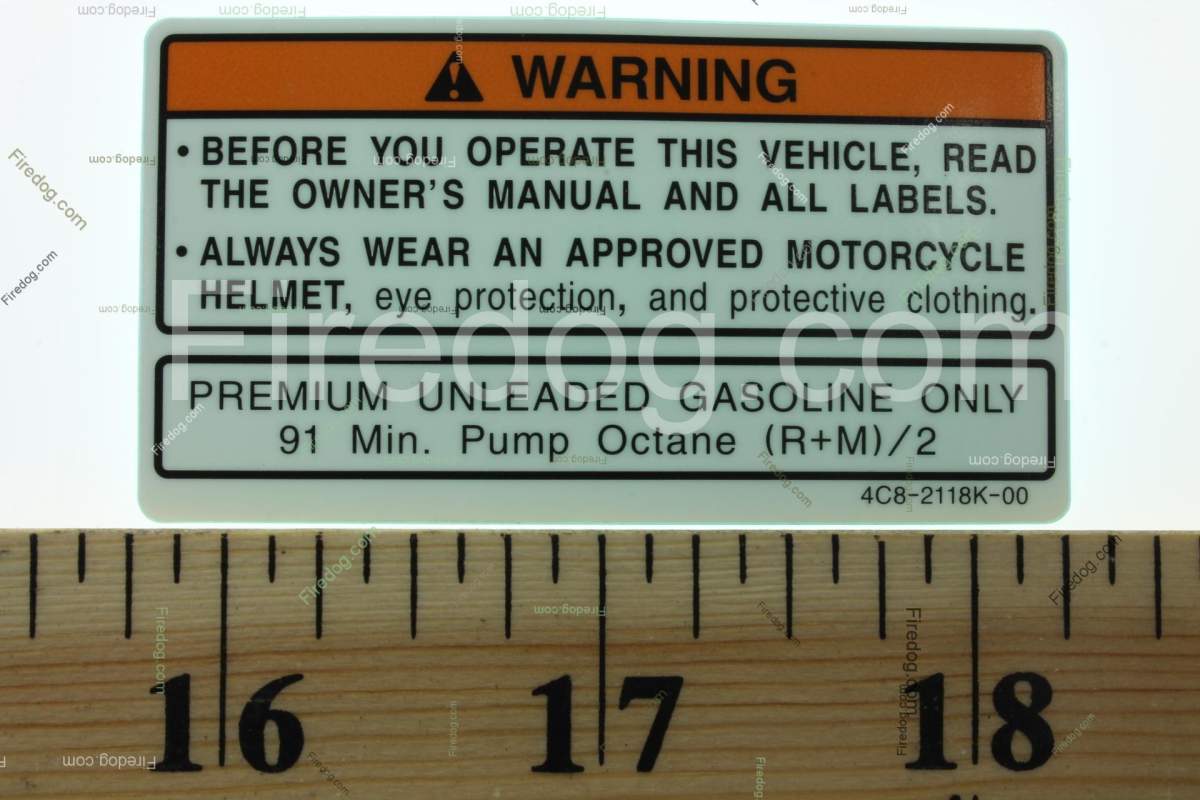 WARNING
• BEFORE YOU OPERATE THIS VEHICLE, READ
THE OWNER'S MANUAL AND ALL LABELS.
• ALWAYS WEAR AN APPROVED MOTORCYCLE
HELMET, eye protection, and protective clothing.
Firedog.com
PREMIUM UNLEADED GASOLINE ONLY
91 Min. Pump Octane (R+M)/2
4C8-2118K-00
16 17 18